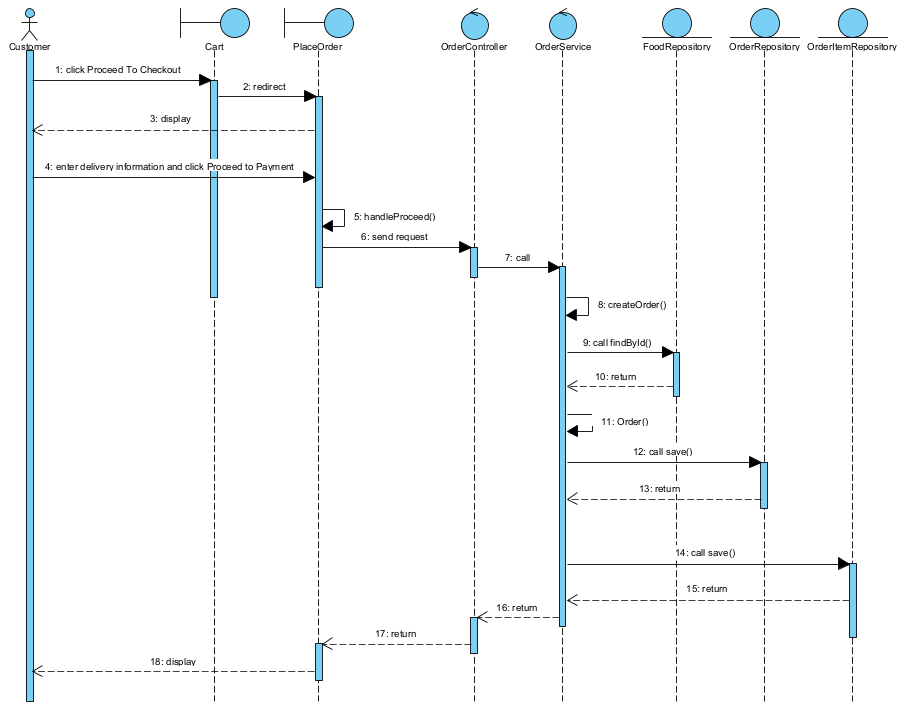 Customer
Cart
PlaceOrder
OrderController
OrderService
FoodRepository
OrderRepository
OrderItemRepository
1: click Proceed To Checkout
2: redirect
3: display
4: enter delivery information and click Proceed to Payment
5: handleProceed()
6: send request
7: call
8: createOrder()
9: call findById()
10: return
11: Order()
12: call save()
13: return
14: call save()
15: return
16: return
17: return
18: display